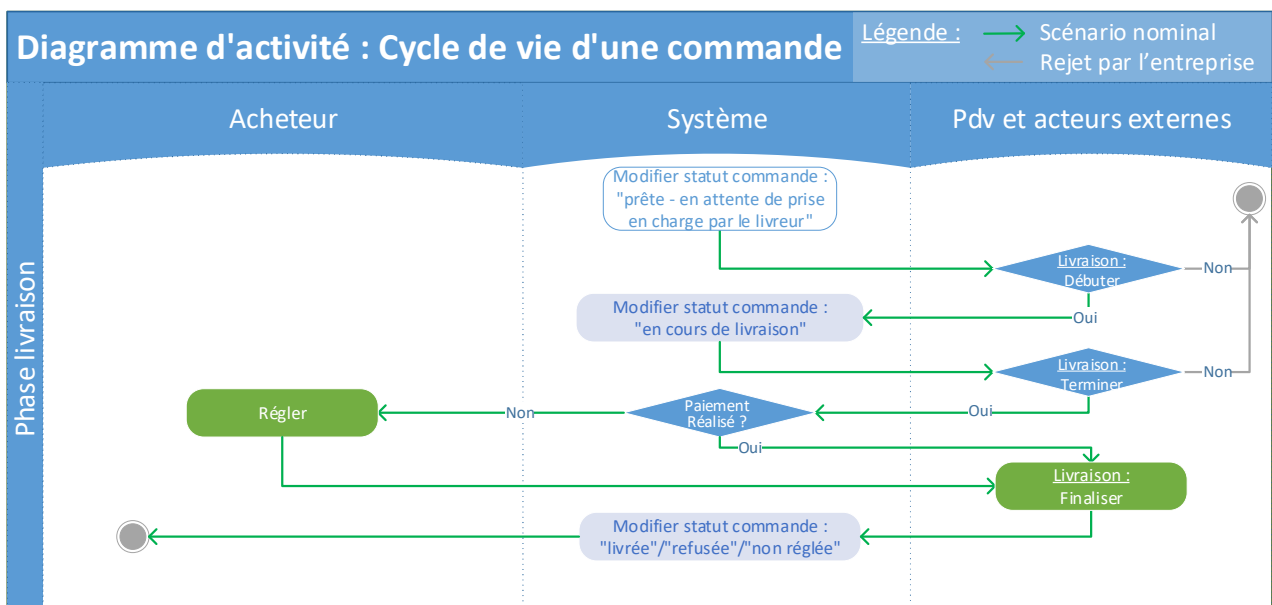 Diagramme d'activité : Cycle de vie d'une commande
Légende :
Scénario nominal
Rejet par l'entreprise
Acheteur
Système
Pdv et acteurs externes
Phase livraison
Modifier statut commande :
"prête - en attente de prise
en charge par le livreur"
Livraison :
Débuter
Non
Modifier statut commande :
"en cours de livraison"
Oui
Livraison :
Terminer
Non
Régler
Non
Paiement
Réalisé ?
Oui
Oui
Livraison :
Finaliser
Modifier statut commande :
"livrée"/"refusée"/"non réglée"